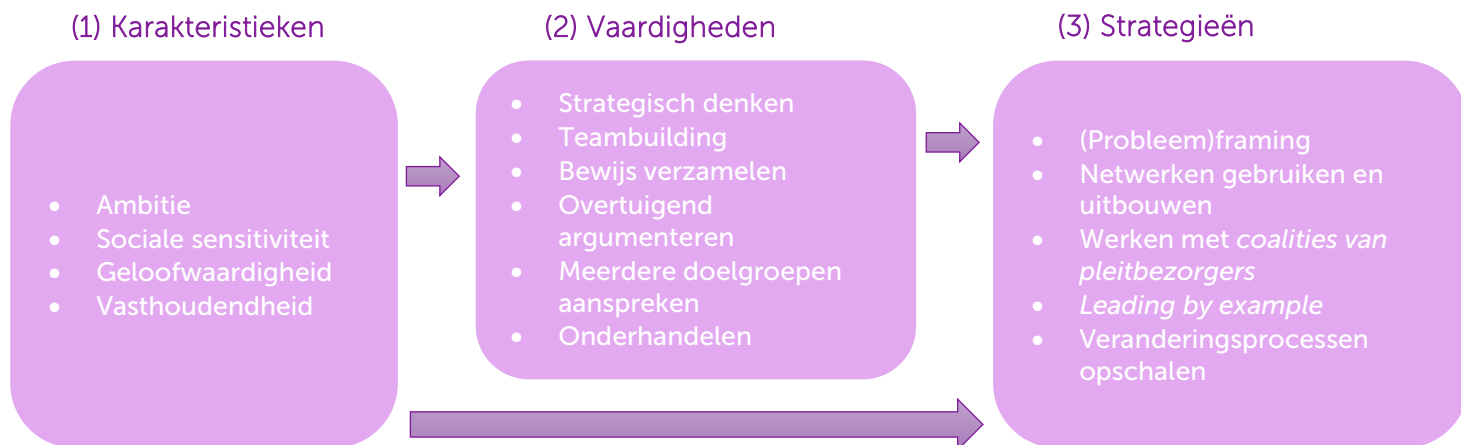 (1) Karakteristieken
• Ambitie
• Sociale sensitiviteit
• Geloofwaardigheid
• Vasthoudendheid
(2) Vaardigheden
• Strategisch denken
• Teambuilding
• Bewijs verzamelen
• Overtuigend
argumenteren
• Meerdere doelgroepen
aanspreken
• Onderhandelen
(3) Strategieën
• (Probleem)framing
• Netwerken gebruiken en
uitbouwen
• Werken met coalities van
pleitbezorgers
• Leading by example
• Veranderingsprocessen
opschalen